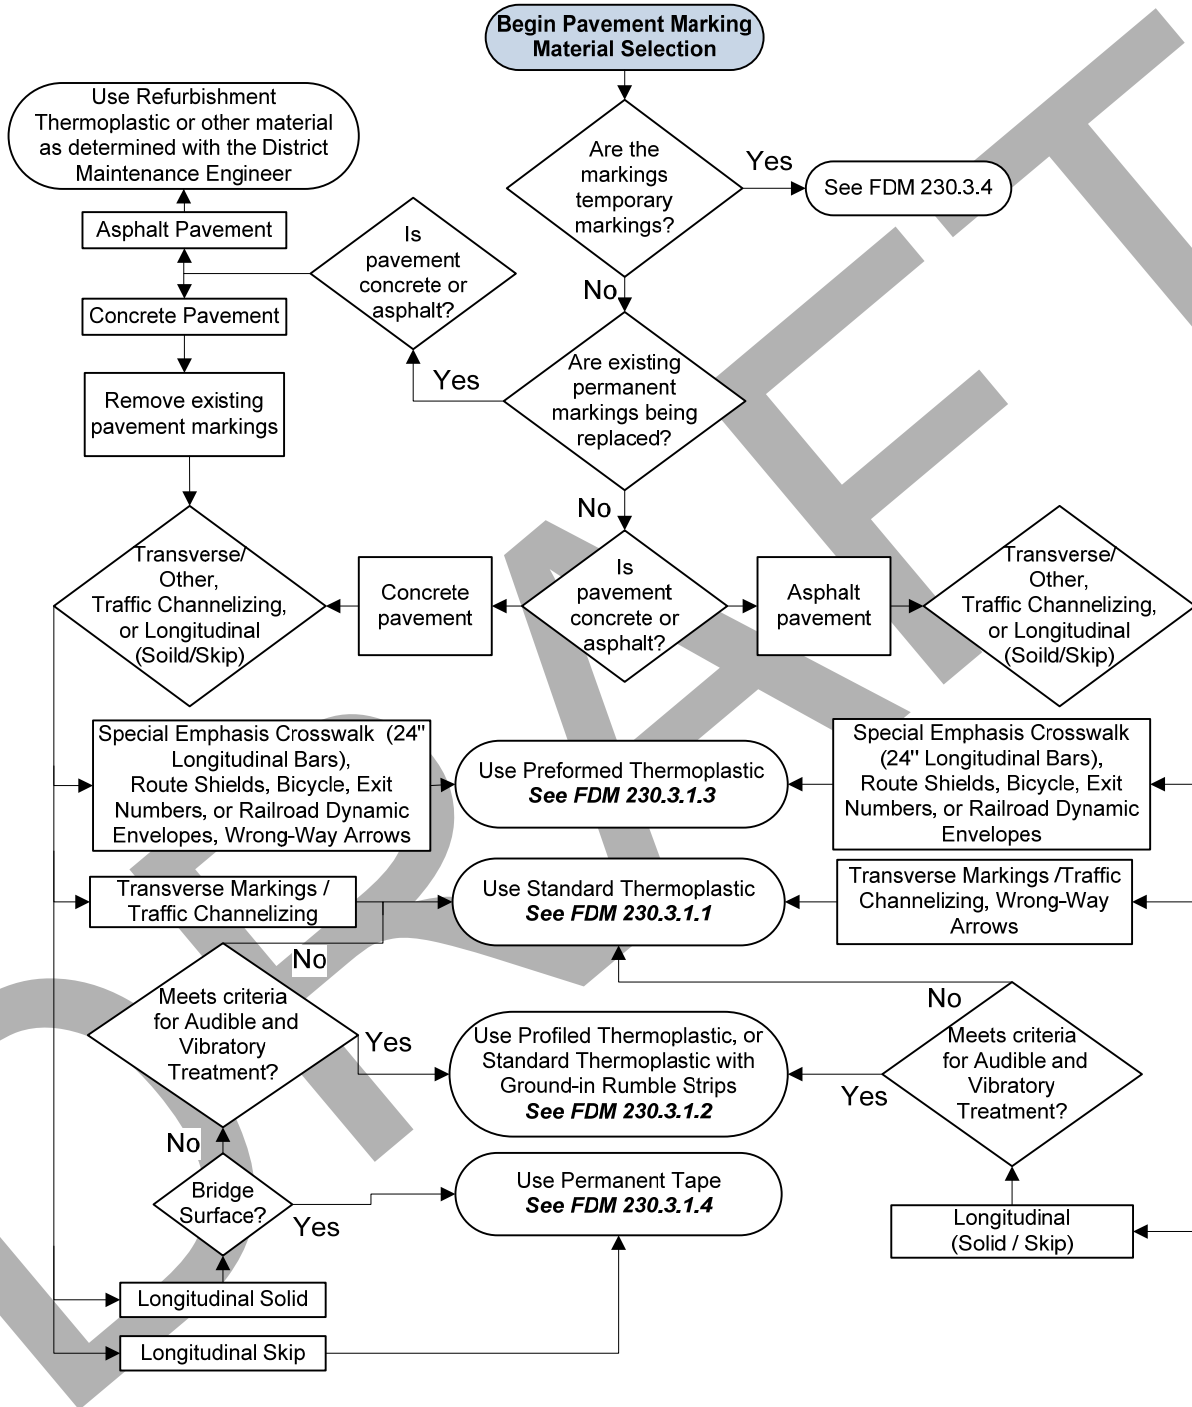 Begin Pavement Marking
Material Selection
Use Refurbishment
Thermoplastic or other material
as determined with the District
Maintenance Engineer
Are the
markings
temporary
markings?
Yes
See FDM 230.3.4
Asphalt Pavement
Is
pavement
concrete or
asphalt?
No
Concrete Pavement
Yes
Are existing
permanent
markings being
replaced?
Remove existing
pavement markings
No
Transverse/
Other,
Traffic Channelizing,
or Longitudinal
(Soild/Skip)
Concrete
pavement
Is
pavement
concrete or
asphalt?
Asphalt
pavement
Transverse/
Other,
Traffic Channelizing,
or Longitudinal
(Soild/Skip)
Special Emphasis Crosswalk (24"
Longitudinal Bars),
Route Shields, Bicycle, Exit
Numbers, or Railroad Dynamic
Envelopes, Wrong-Way Arrows
Use Preformed Thermoplastic
See FDM 230.3.1.3
Special Emphasis Crosswalk
(24" Longitudinal Bars),
Route Shields, Bicycle, Exit
Numbers, or Railroad Dynamic
Envelopes
Transverse Markings /
Traffic Channelizing
Use Standard Thermoplastic
See FDM 230.3.1.1
Transverse Markings /Traffic
Channelizing, Wrong-Way
Arrows
No
Meets criteria
for Audible and
Vibratory
Treatment?
Yes
Use Profiled Thermoplastic, or
Standard Thermoplastic with
Ground-in Rumble Strips
See FDM 230.3.1.2
No
Yes
Meets criteria
for Audible and
Vibratory
Treatment?
No
Bridge
Surface?
Yes
Use Permanent Tape
See FDM 230.3.1.4
Longitudinal
(Solid / Skip)
Longitudinal Solid
Longitudinal Skip
DRAFT